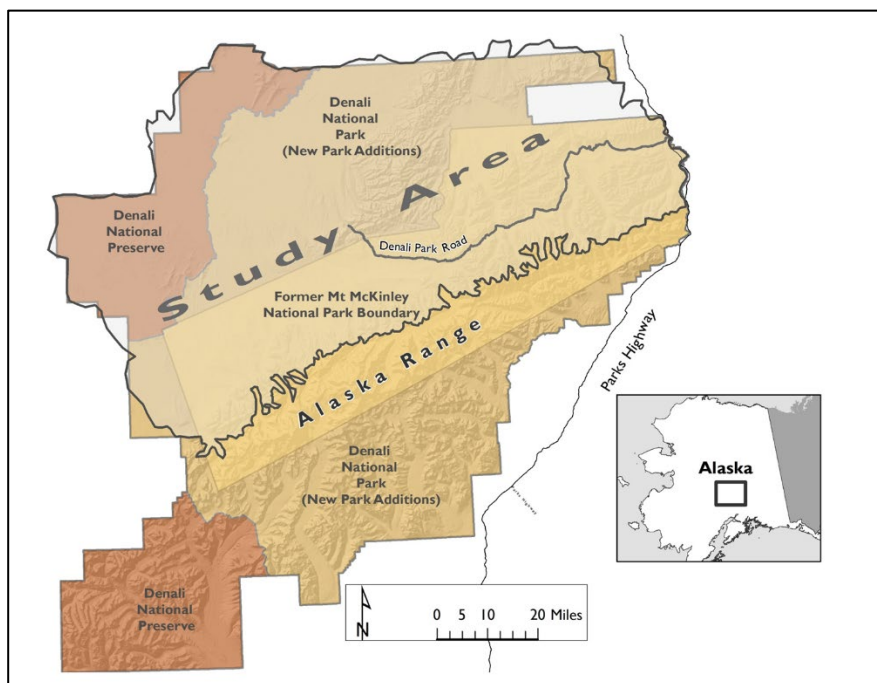 Denali
National
Park
(New Park Additions)
Study Area
Denali
National
Preserve
Denali Park Road
Former Mt McKinley
National Park Boundary
Alaska Range
Parks Highway
Denali
National
Park
(New Park Additions)
Parks Highway
Alaska
Denali
National
Preserve
N
0 5 10 20 Miles